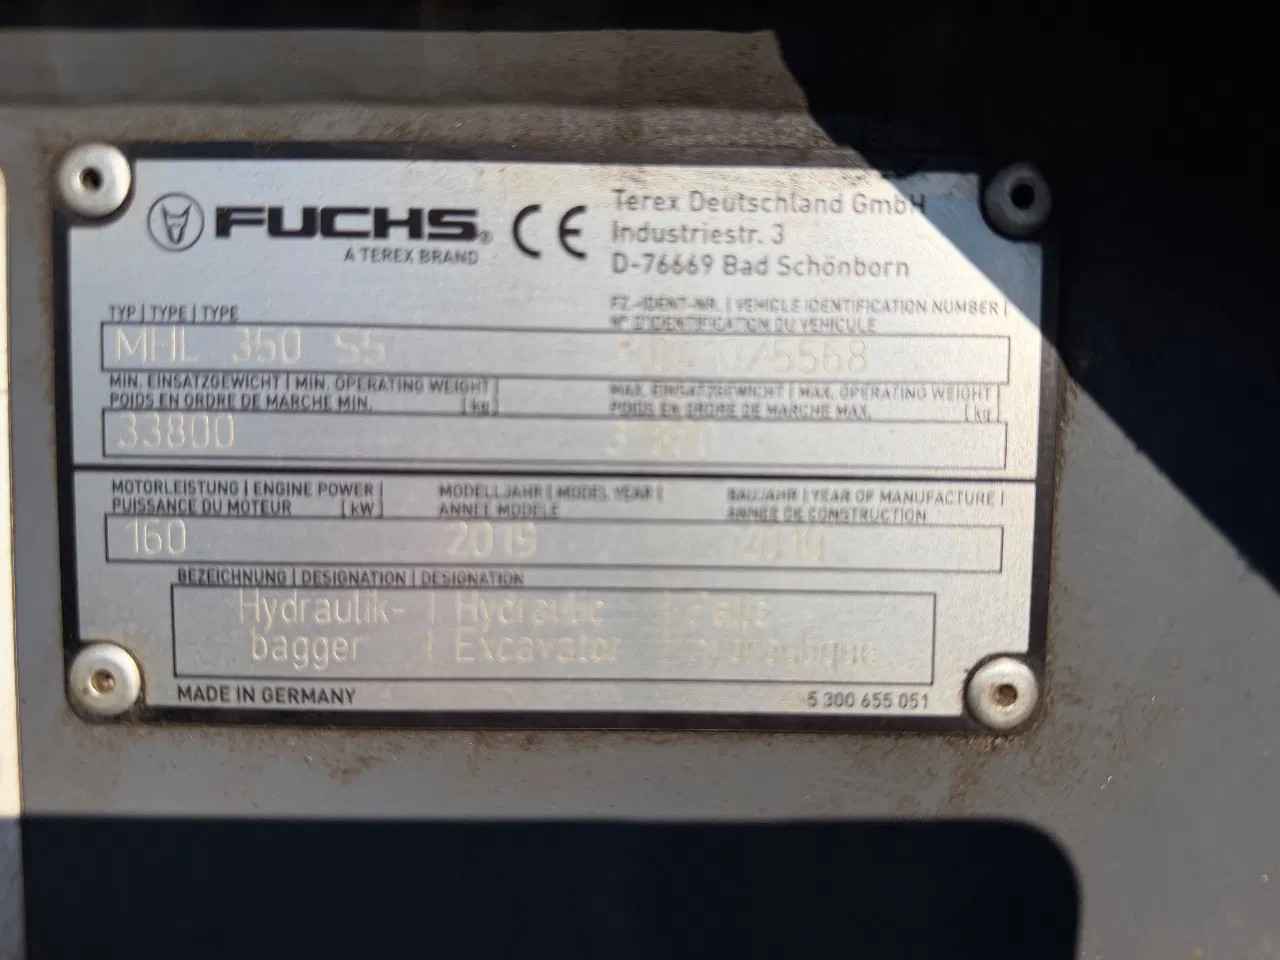 FUCHS®
A TEREX BRAND
CE
Terex Deutschland GmbH
Industriestr. 3
D-76669 Bad Schönborn
TYP | TYPE | TYPE
FZ.-IDENT-NR. | VEHICLE IDENTIFICATION NUMBER |
N° D'IDENTIFICATION DU VEHICULE
MHL 350 S5
MIN. EINSATZGEWICHT | MIN. OPERATING WEIGHT |
POIDS EN ORDRE DE MARCHE MIN. [kg]
MAX. EINSATZGEWICHT | MAX. OPERATING WEIGHT
POIDS EN ORDRE DE MARCHE MAX. [kg]
33800
MOTORLEISTUNG | ENGINE POWER |
PUISSANCE DU MOTEUR [kW]
MODELLJAHR | MODEL YEAR |
ANNEE MODELE
BAUJAHR | YEAR OF MANUFACTURE |
ANNEE DE CONSTRUCTION
160
2019
BEZEICHNUNG | DESIGNATION | DESIGNATION
Hydraulik- | Hydraulic
bagger | Excavator
MADE IN GERMANY
5 300 655 051